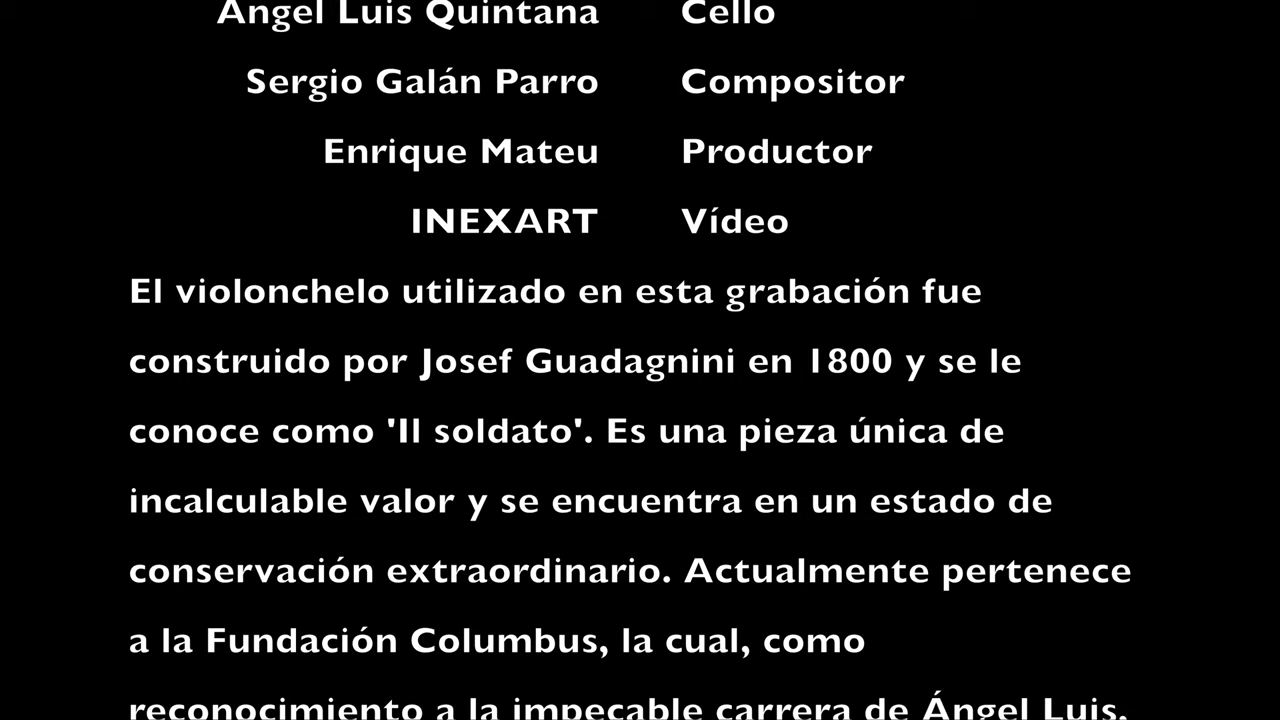 Ángel Luis Quintana Cello
Sergio Galán Parro Compositor
Enrique Mateu Productor
INEXART Vídeo
El violonchelo utilizado en esta grabación fue
construido por Josef Guadagnini en 1800 y se le
conoce como 'Il soldato'. Es una pieza única de
incalculable valor y se encuentra en un estado de
conservación extraordinario. Actualmente pertenece
a la Fundación Columbus, la cual, como
reconocimiento a la impecable carrera de Ángel Luis,